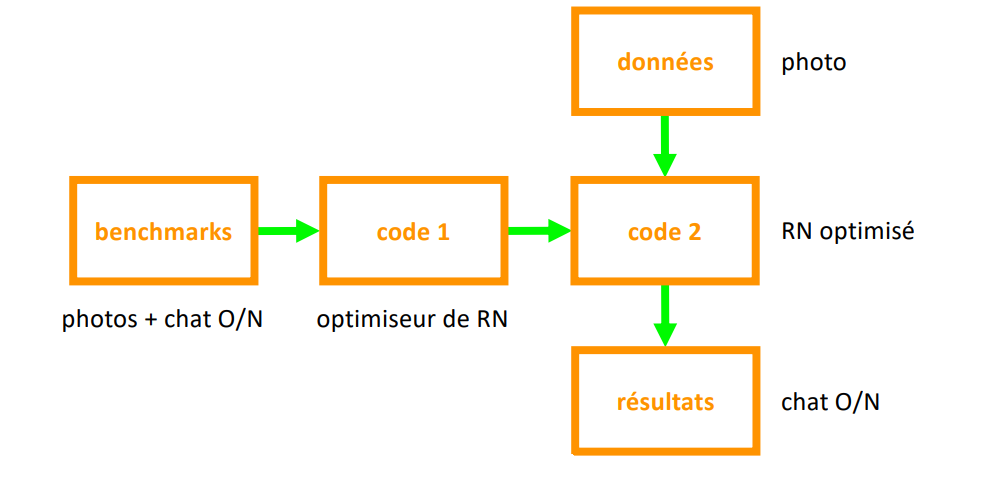 données
photo
benchmarks
code 1
code 2
RN optimisé
photos + chat O/N
optimiseur de RN
résultats
chat O/N